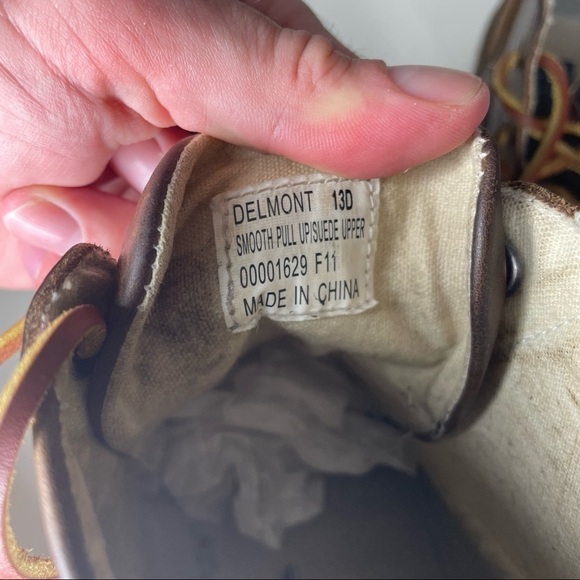 DELMONT 13D
SMOOTH PULL UP/SUEDE UPPER
00001629 F11
MADE IN CHINA